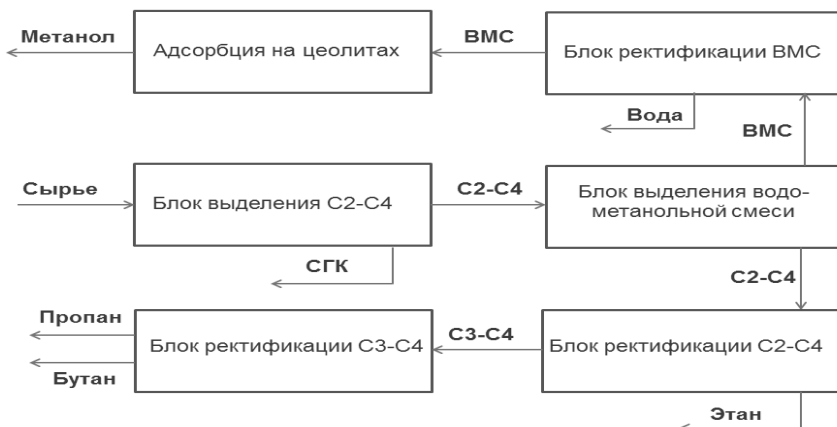 Метанол
Адсорбция на цеолитах
ВМС
Блок ректификации ВМС
Вода
ВМС
Сырье
Блок выделения С2-С4
С2-С4
Блок выделения водо-
метанольной смеси
СГК
С2-С4
Пропан
Бутан
Блок ректификации С3-С4
С3-С4
Блок ректификации С2-С4
Этан